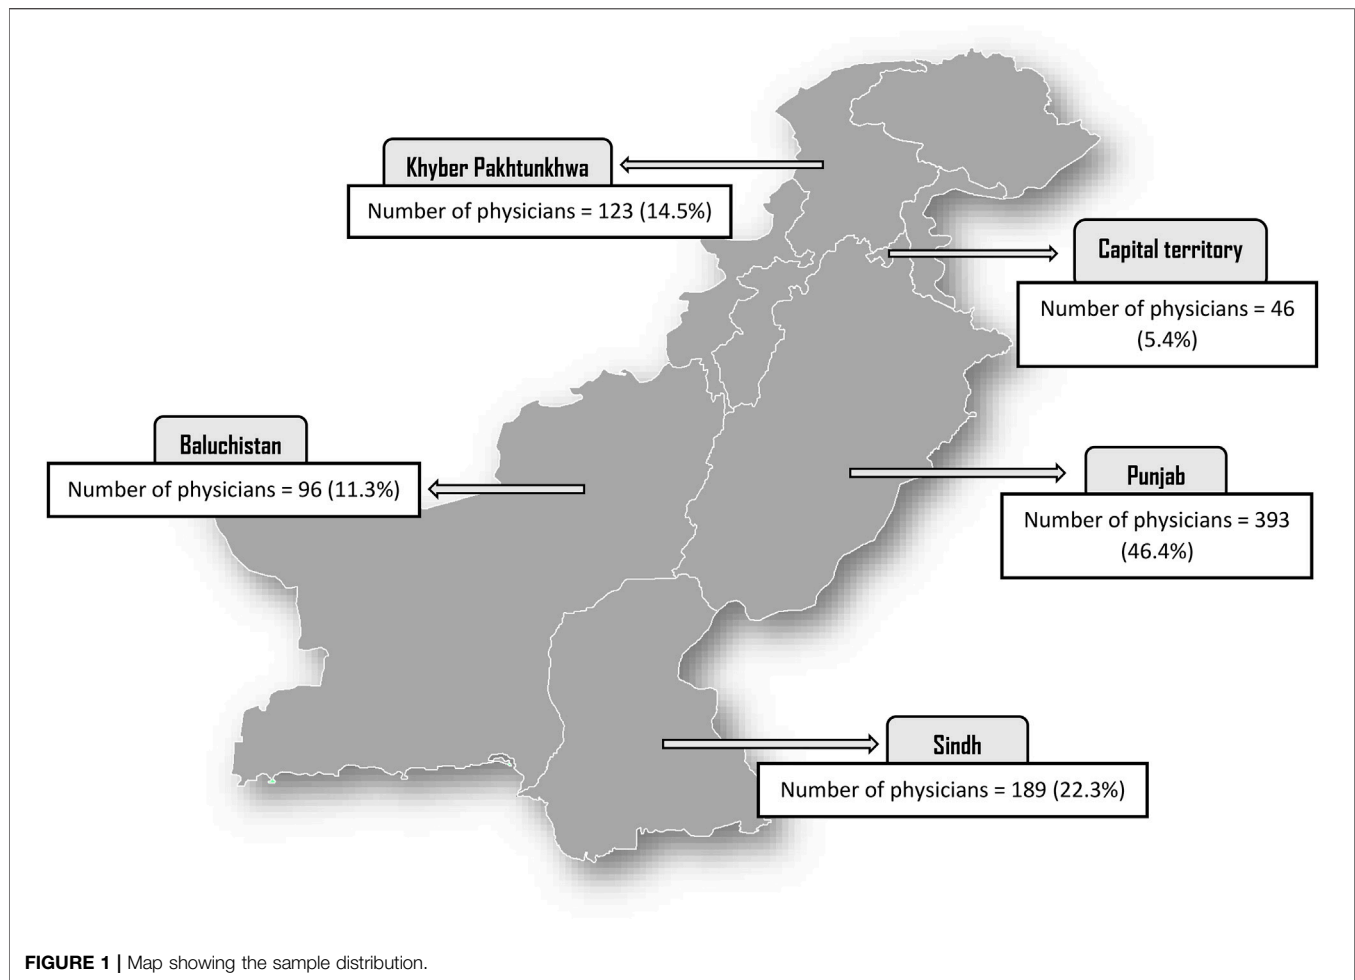 Khyber Pakhtunkhwa
Number of physicians = 123 (14.5%)
Capital territory
Number of physicians = 46
(5.4%)
Baluchistan
Number of physicians = 96 (11.3%)
Punjab
Number of physicians = 393
(46.4%)
Sindh
Number of physicians = 189 (22.3%)
FIGURE 1 | Map showing the sample distribution.